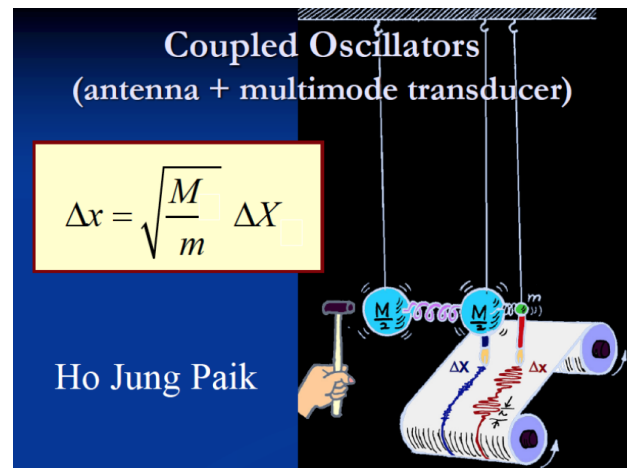 Coupled Oscillators
(antenna + multimode transducer)
Δx = √(M/m) ΔX
M/2
M/2
m
ΔX
Δx
Ho Jung Paik